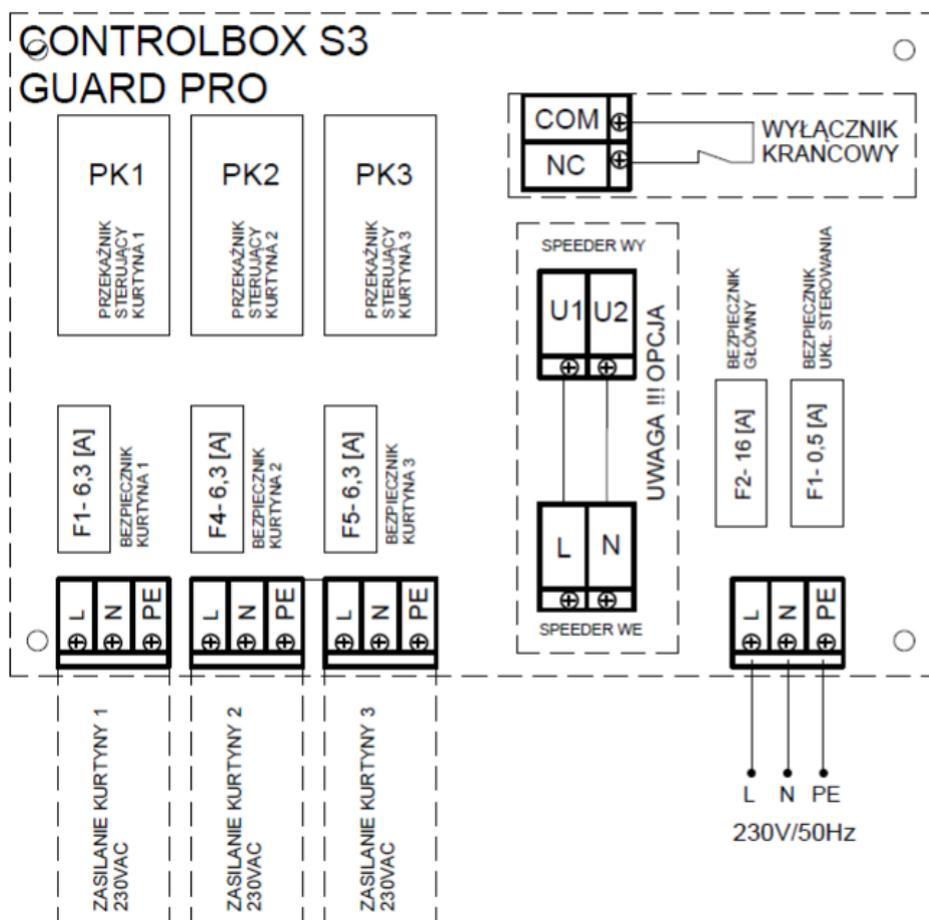 CONTROLBOX S3
GUARD PRO
PK1
PRZEKAŹNIK
STERUJĄCY
KURTYNA 1
PK2
PRZEKAŹNIK
STERUJĄCY
KURTYNA 2
PK3
PRZEKAŹNIK
STERUJĄCY
KURTYNA 3
COM
NC
WYŁĄCZNIK
KRANCOWY
SPEEDER WY
U1 U2
L N
SPEEDER WE
UWAGA !!! OPCJA
BEZPIECZNIK
GŁÓWNY
F2- 16 [A]
BEZPIECZNIK
UKŁ. STEROWANIA
F1- 0,5 [A]
F1- 6,3 [A]
BEZPIECZNIK
KURTYNA 1
F4- 6,3 [A]
BEZPIECZNIK
KURTYNA 2
F5- 6,3 [A]
BEZPIECZNIK
KURTYNA 3
L N PE
L N PE
L N PE
L N PE
ZASILANIE KURTYNY 1
230VAC
ZASILANIE KURTYNY 2
230VAC
ZASILANIE KURTYNY 3
230VAC
L N PE
230V/50Hz